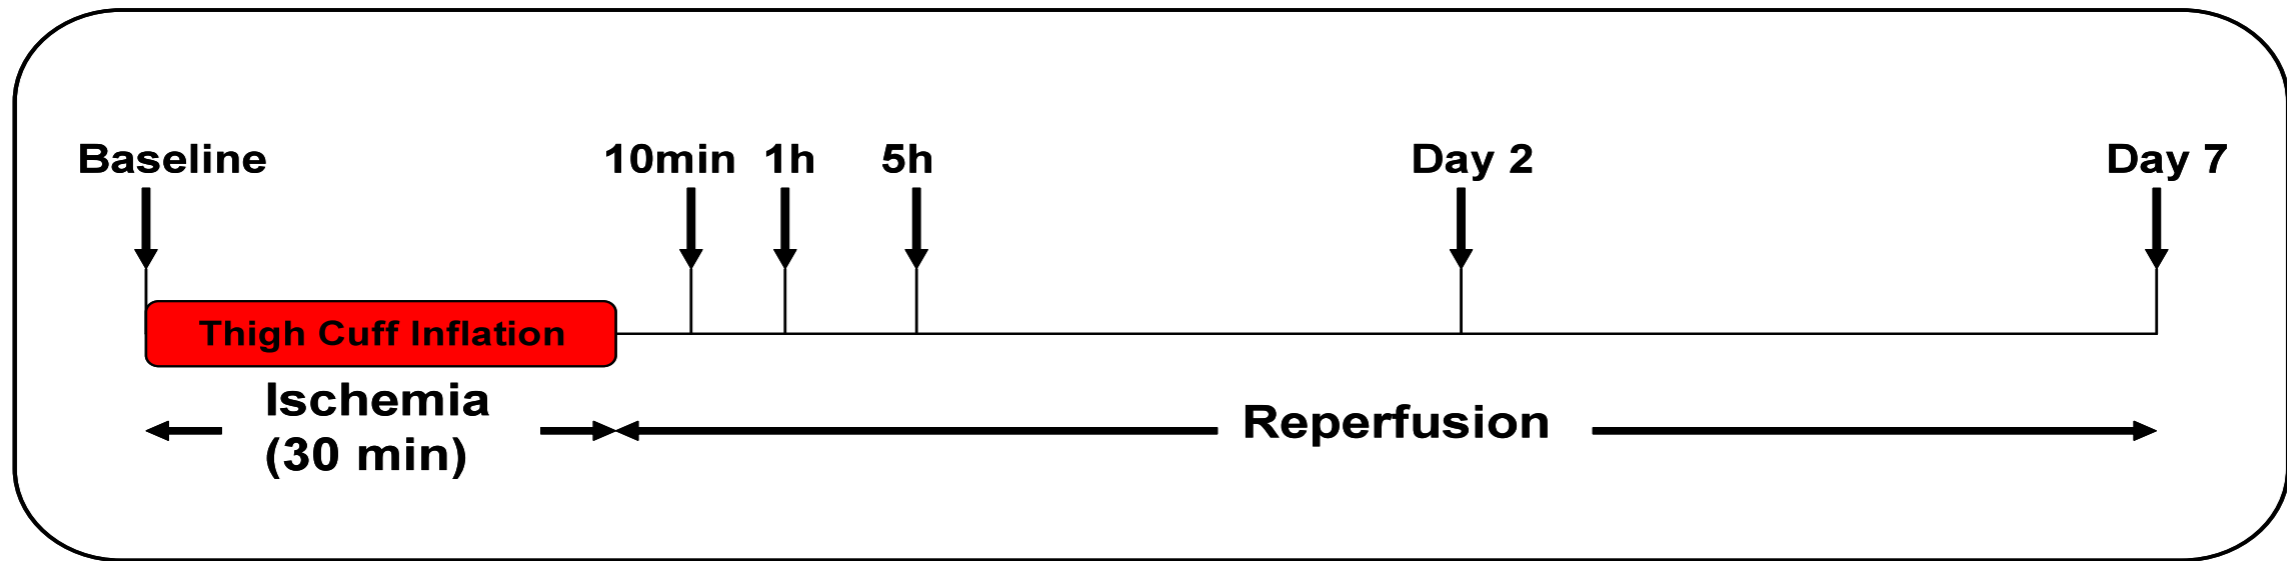 Baseline 10min 1h 5h Day 2 Day 7
Thigh Cuff Inflation
Ischemia
(30 min)
Reperfusion